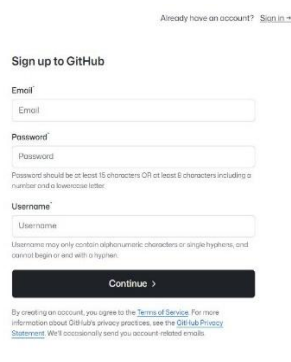 Already have an account? Sign in →
Sign up to GitHub
Email*
Email
Password*
Password
Password should be at least 15 characters OR at least 8 characters including a
number and a lowercase letter.
Username*
Username
Username may only contain alphanumeric characters or single hyphens, and
cannot begin or end with a hyphen.
Continue >
By creating an account, you agree to the Terms of Service. For more
information about GitHub's privacy practices, see the GitHub Privacy
Statement. We'll occasionally send you account-related emails.